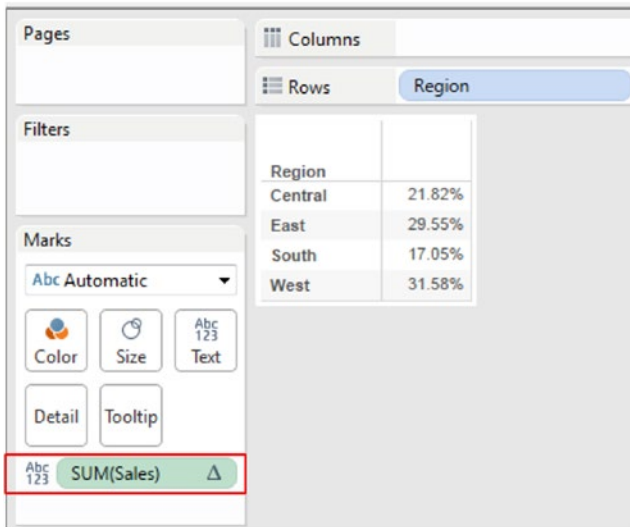 Pages
Columns
Rows Region
Filters
Region
Central 21.82%
East 29.55%
South 17.05%
West 31.58%
Marks
Abc Automatic
Color Size Abc 123 Text
Detail Tooltip
Abc 123 SUM(Sales) Δ